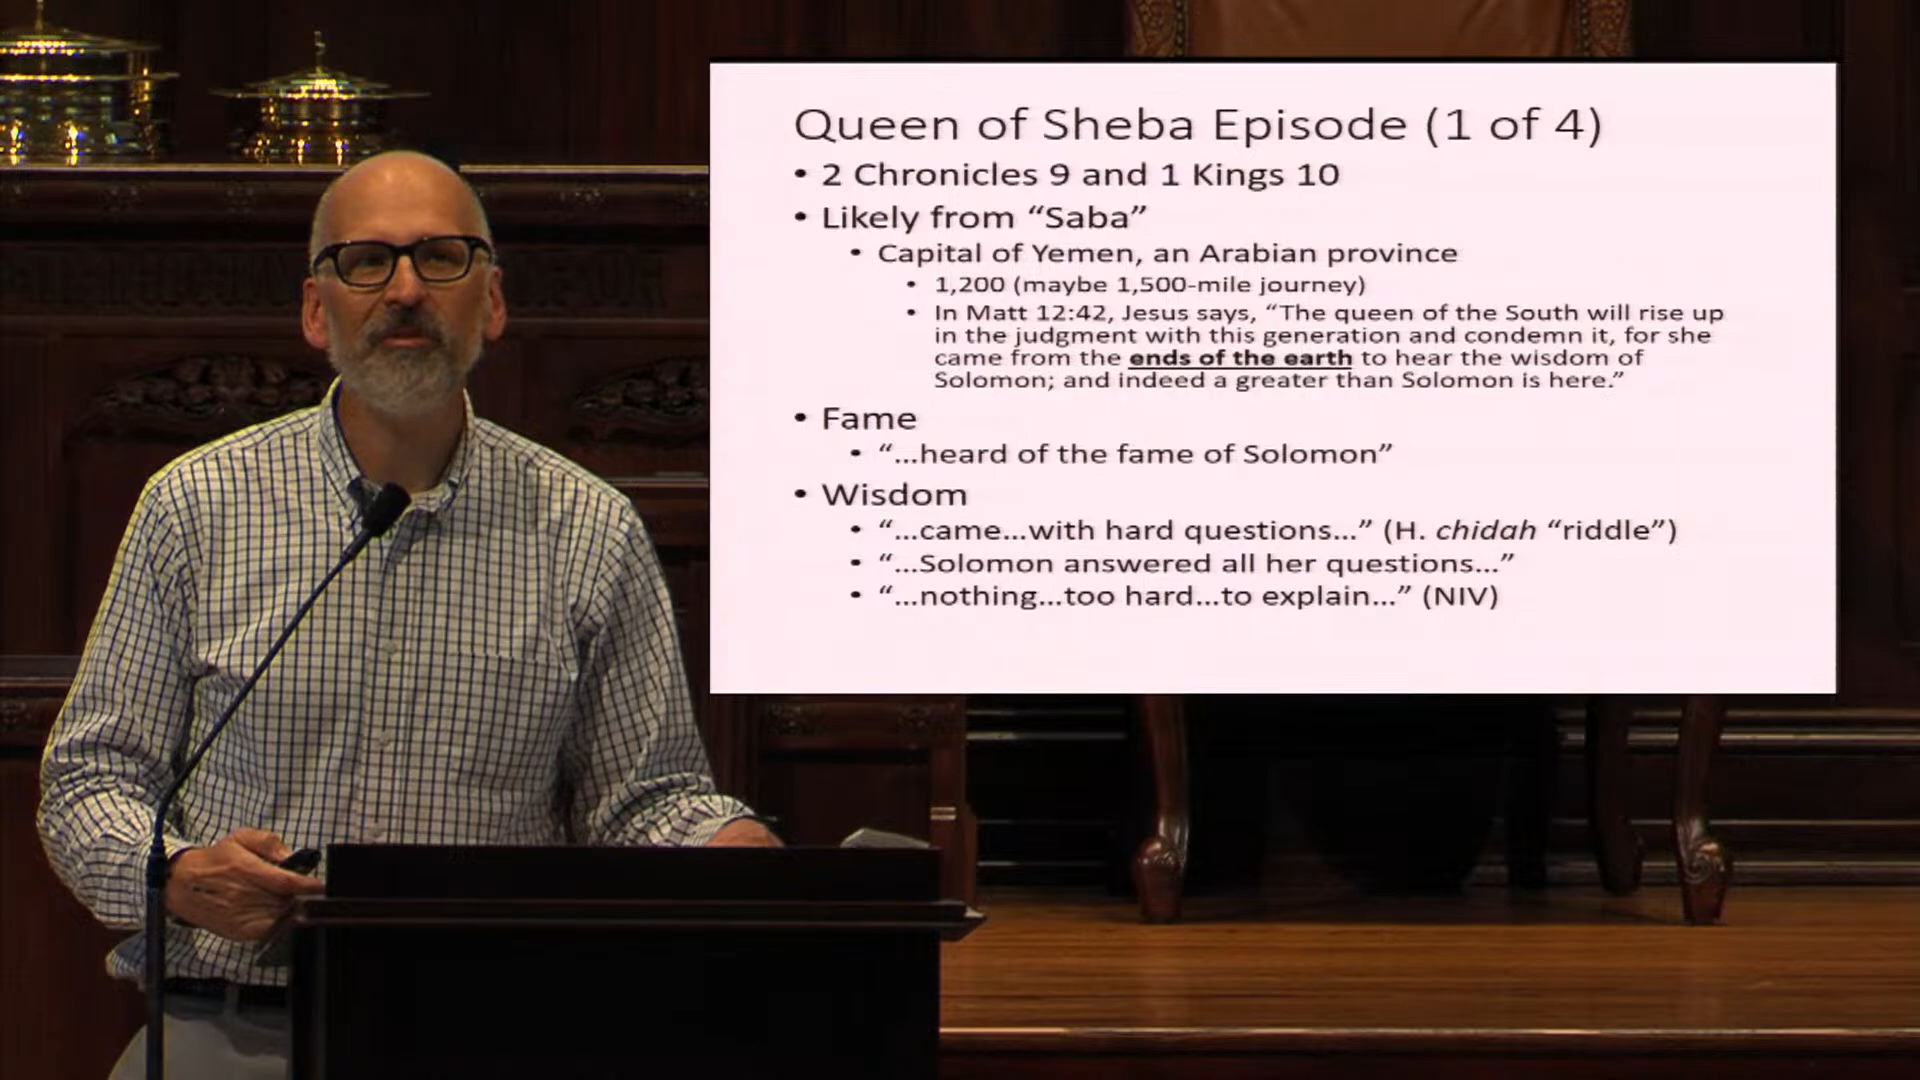 Queen of Sheba Episode (1 of 4)
• 2 Chronicles 9 and 1 Kings 10
• Likely from “Saba”
• Capital of Yemen, an Arabian province
• 1,200 (maybe 1,500-mile journey)
• In Matt 12:42, Jesus says, “The queen of the South will rise up
in the judgment with this generation and condemn it, for she
came from the ends of the earth to hear the wisdom of
Solomon; and indeed a greater than Solomon is here.”
• Fame
• “...heard of the fame of Solomon”
• Wisdom
• “...came...with hard questions...” (H. chidah “riddle”)
• “...Solomon answered all her questions...”
• “...nothing...too hard...to explain...” (NIV)